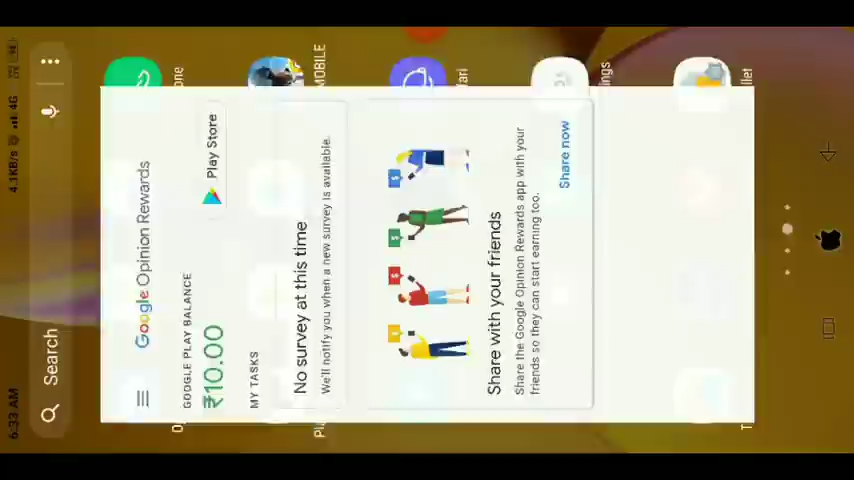 6:33 AM
4.1KB/s
4G
Search
Google Opinion Rewards
GOOGLE PLAY BALANCE
₹10.00
Play Store
MY TASKS
No survey at this time
We'll notify you when a new survey is available.
Share with your friends
Share the Google Opinion Rewards app with your
friends so they can start earning too.
Share now